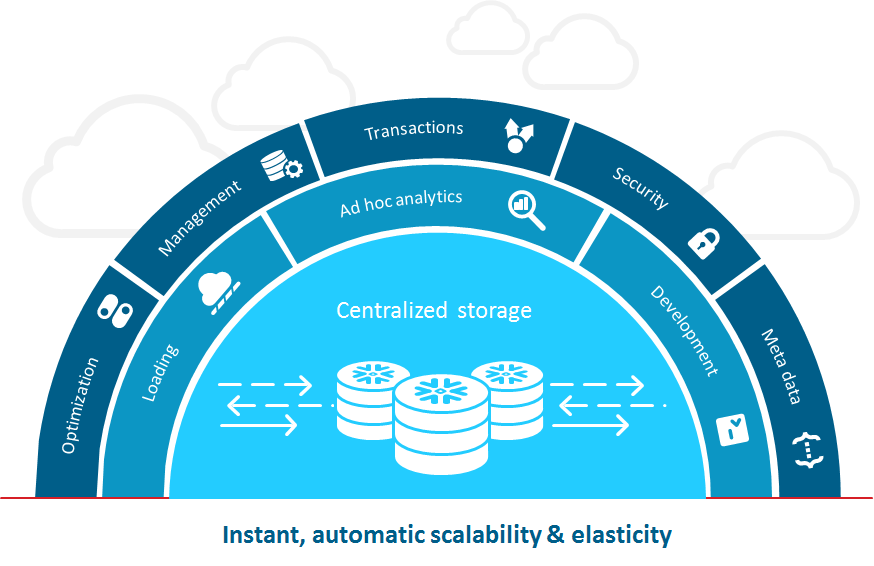 Transactions
Management
Security
Ad hoc analytics
Optimization
Loading
Centralized storage
Development
Meta data
Instant, automatic scalability & elasticity